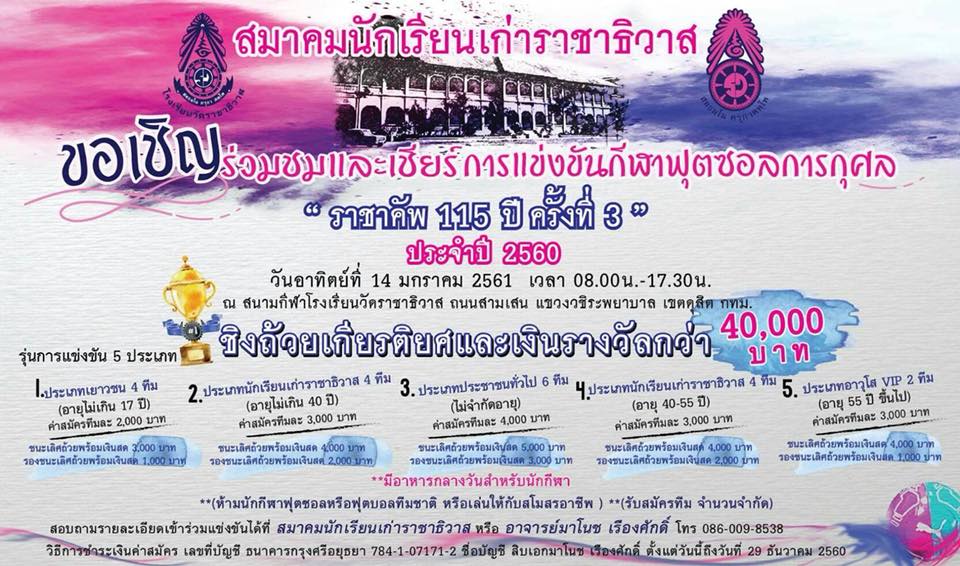 สมาคมนักเรียนเก่าราชาธิวาส
โรงเรียนวัดราชาธิวาส
ขอเชิญร่วมชมและเชียร์การแข่งขันกีฬาฟุตซอลการกุศล
“ ราชาคัพ 115 ปี ครั้งที่ 3 ”
ประจำปี 2560
วันอาทิตย์ที่ 14 มกราคม 2561 เวลา 08.00น.-17.30น.
ณ สนามกีฬาโรงเรียนวัดราชาธิวาส ถนนสามเสน แขวงวชิระพยาบาล เขตดุสิต กทม.
ชิงถ้วยเกียรติยศและเงินรางวัลกว่า 40,000 บาท
#1
รุ่นการแข่งขัน 5 ประเภท
1. ประเภทเยาวชน 4 ทีม
(อายุไม่เกิน 17 ปี)
ค่าสมัครทีมละ 2,000 บาท
ชนะเลิศถ้วยพร้อมเงินสด 3,000 บาท
รองชนะเลิศถ้วยพร้อมเงินสด 1,000 บาท
2. ประเภทนักเรียนเก่าราชาธิวาส 4 ทีม
(อายุไม่เกิน 40 ปี)
ค่าสมัครทีมละ 3,000 บาท
ชนะเลิศถ้วยพร้อมเงินสด 4,000 บาท
รองชนะเลิศถ้วยพร้อมเงินสด 2,000 บาท
3. ประเภทประชาชนทั่วไป 6 ทีม
(ไม่จำกัดอายุ)
ค่าสมัครทีมละ 4,000 บาท
ชนะเลิศถ้วยพร้อมเงินสด 5,000 บาท
รองชนะเลิศถ้วยพร้อมเงินสด 3,000 บาท
4. ประเภทนักเรียนเก่าราชาธิวาส 4 ทีม
(อายุ 40-55 ปี)
ค่าสมัครทีมละ 3,000 บาท
ชนะเลิศถ้วยพร้อมเงินสด 4,000 บาท
รองชนะเลิศถ้วยพร้อมเงินสด 2,000 บาท
5. ประเภทอาวุโส VIP 2 ทีม
(อายุ 55 ปี ขึ้นไป)
ค่าสมัครทีมละ 3,000 บาท
ชนะเลิศถ้วยพร้อมเงินสด 4,000 บาท
รองชนะเลิศถ้วยพร้อมเงินสด 1,000 บาท
**มีอาหารกลางวันสำหรับนักกีฬา
**(ห้ามนักกีฬาฟุตซอลหรือฟุตบอลทีมชาติ หรือเล่นให้กับสโมสรอาชีพ ) **(รับสมัครทีม จำนวนจำกัด)
สอบถามรายละเอียดเข้าร่วมแข่งขันได้ที่ สมาคมนักเรียนเก่าราชาธิวาส หรือ อาจารย์มาโนช เรืองศักดิ์ โทร 086-009-8538
วิธีการชำระเงินค่าสมัคร เลขที่บัญชี ธนาคารกรุงศรีอยุธยา 784-1-07171-2 ชื่อบัญชี สิบเอกมาโนช เรืองศักดิ์ ตั้งแต่วันนี้ถึงวันที่ 29 ธันวาคม 2560